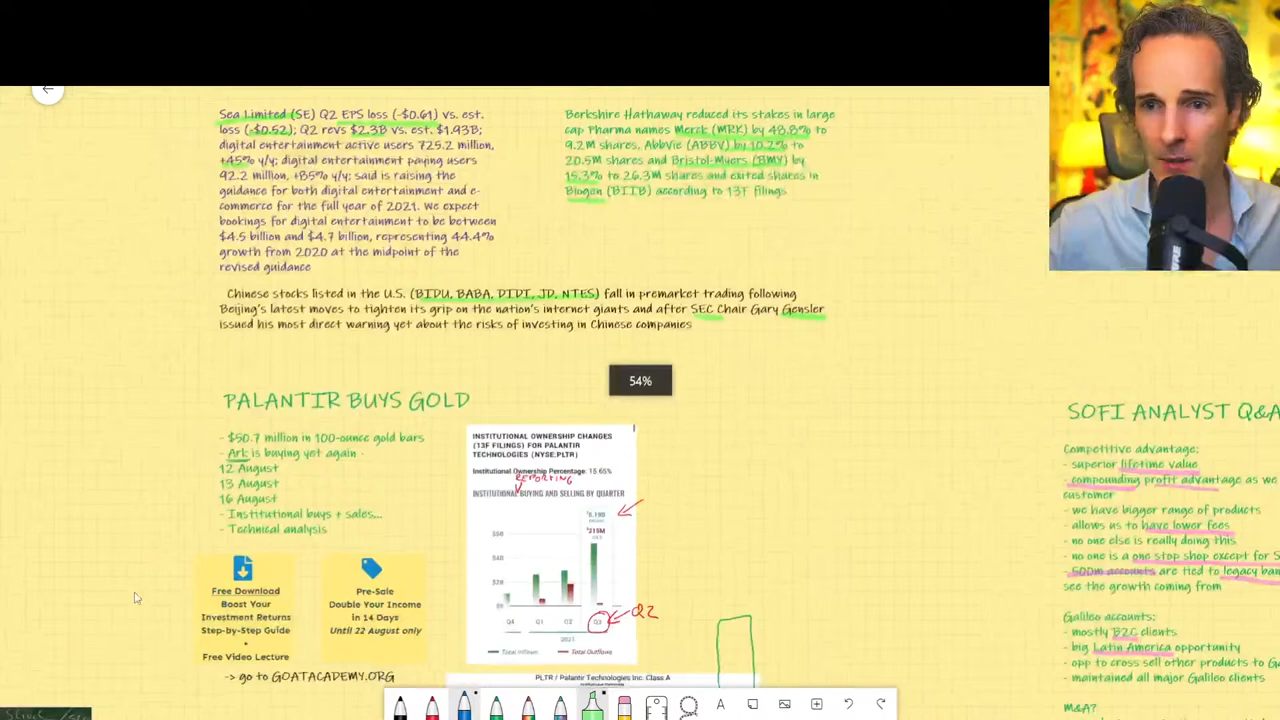 Sea Limited (SE) Q2 EPS loss (-$0.61) vs. est.
loss (-$0.52); Q2 revs $2.3B vs. est. $1.93B;
digital entertainment active users 725.2 million,
+45% y/y; digital entertainment paying users
92.2 million, +85% y/y; said is raising the
guidance for both digital entertainment and e-
commerce for the full year of 2021. We expect
bookings for digital entertainment to be between
$4.5 billion and $4.7 billion, representing 44.4%
growth from 2020 at the midpoint of the
revised guidance
Berkshire Hathaway reduced its stakes in large
cap Pharma names Merck (MRK) by 48.8% to
9.2M shares, AbbVie (ABBV) by 10.2% to
20.5M shares and Bristol-Myers (BMY) by
15.3% to 26.3M shares and exited shares in
Biogen (BIIB) according to 13F filings
Chinese stocks listed in the U.S. (BIDU, BABA, DIDI, JD, NTES) fall in premarket trading following
Beijing's latest moves to tighten its grip on the nation's internet giants and after SEC Chair Gary Gensler
issued his most direct warning yet about the risks of investing in Chinese companies
54%
PALANTIR BUYS GOLD
- $50.7 million in 100-ounce gold bars
- Ark is buying yet again -
12 August
13 August
16 August
- Institutional buys + sales...
- Technical analysis
Free Download
Boost Your
Investment Returns
Step-by-Step Guide
+
Free Video Lecture
Pre-Sale
Double Your Income
in 14 Days
Until 22 August only
-> go to GOATACADEMY.ORG
INSTITUTIONAL OWNERSHIP CHANGES
(13F FILINGS) FOR PALANTIR
TECHNOLOGIES (NYSE:PLTR)
Institutional Ownership Percentage: 15.65%
REPORTING
INSTITUTIONAL BUYING AND SELLING BY QUARTER
$219M
Q4 Q1 Q2 Q3
Q2
2021
Total Inflows Total Outflows
PLTR / Palantir Technologies Inc. Class A
SOFI ANALYST Q&A
Competitive advantage:
- superior lifetime value
- compounding profit advantage as we
customer
- we have bigger range of products
- allows us to have lower fees
- no one else is really doing this
- no one is a one stop shop except for S
- 500m accounts are tied to legacy ban
see the growth coming from
Galileo accounts:
- mostly B2C clients
- big Latin America opportunity
- opp to cross sell other products to Ga
- maintained all major Galileo clients
M&A?
SHURE